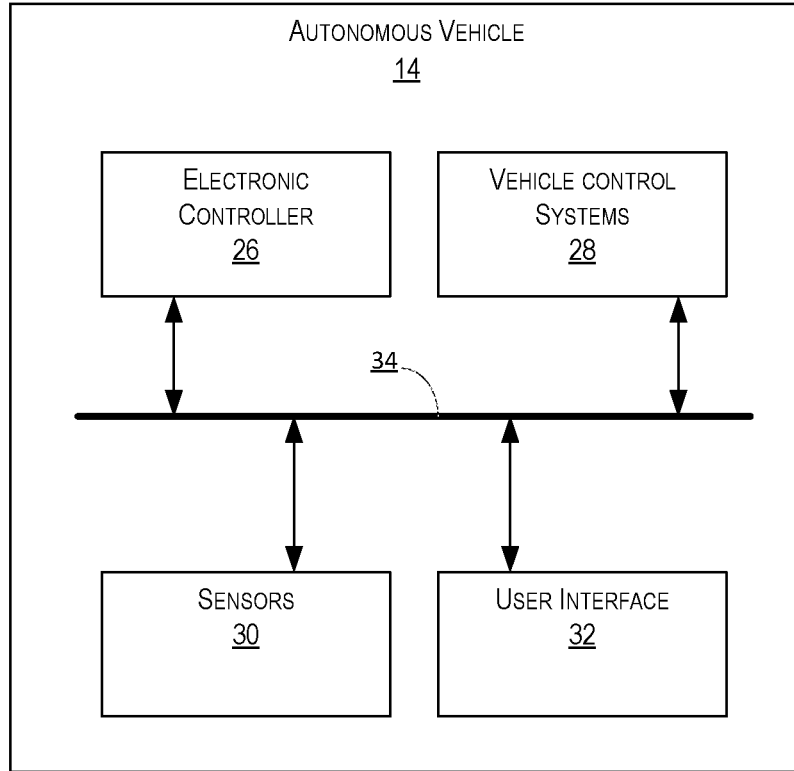 AUTONOMOUS VEHICLE
14
ELECTRONIC
CONTROLLER
26
VEHICLE CONTROL
SYSTEMS
28
34
SENSORS
30
USER INTERFACE
32